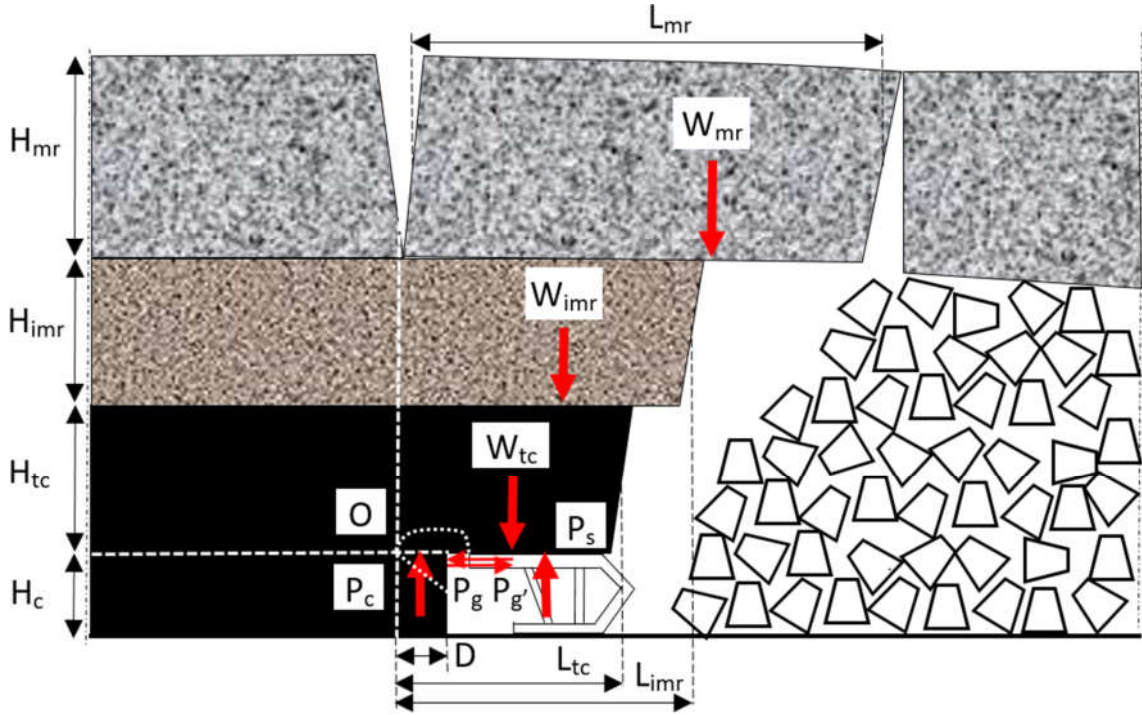 Lmr
Hmr
Wmr
Himr
Wimr
Htc
Wtc
O
Ps
Hc
Pc
Pg
Pg'
D
Ltc
Limr